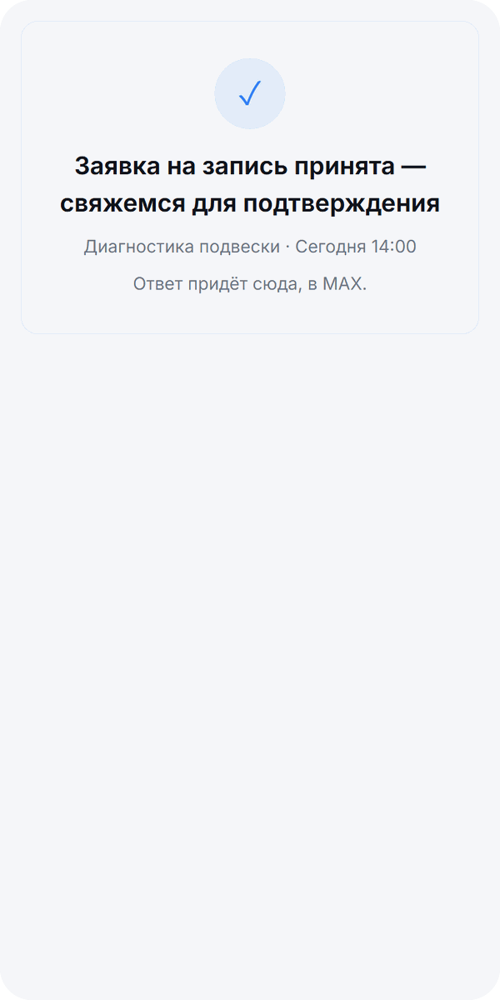 Заявка на запись принята —
свяжемся для подтверждения
Диагностика подвески · Сегодня 14:00
Ответ придёт сюда, в MAX.